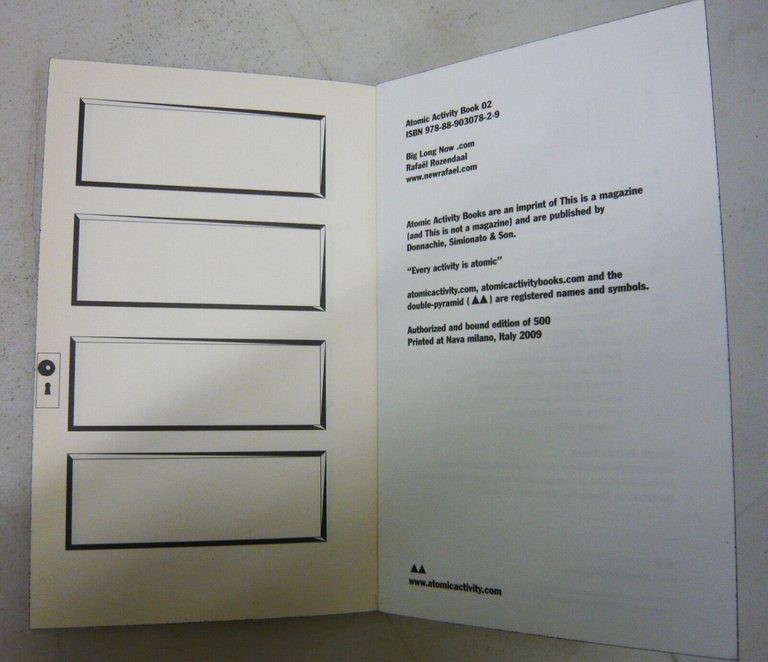 Atomic Activity Book 02
ISBN 978-88-903078-2-9
Big Long Now .com
Rafaël Rozendaal
www.newrafael.com
Atomic Activity Books are an imprint of This is a magazine
(and This is not a magazine) and are published by
Donnachie, Simionato & Son.
“Every activity is atomic”
atomicactivity.com, atomicactivitybooks.com and the
double-pyramid ( ▲▲ ) are registered names and symbols.
Authorized and bound edition of 500
Printed at Nava milano, Italy 2009
▲▲
www.atomicactivity.com